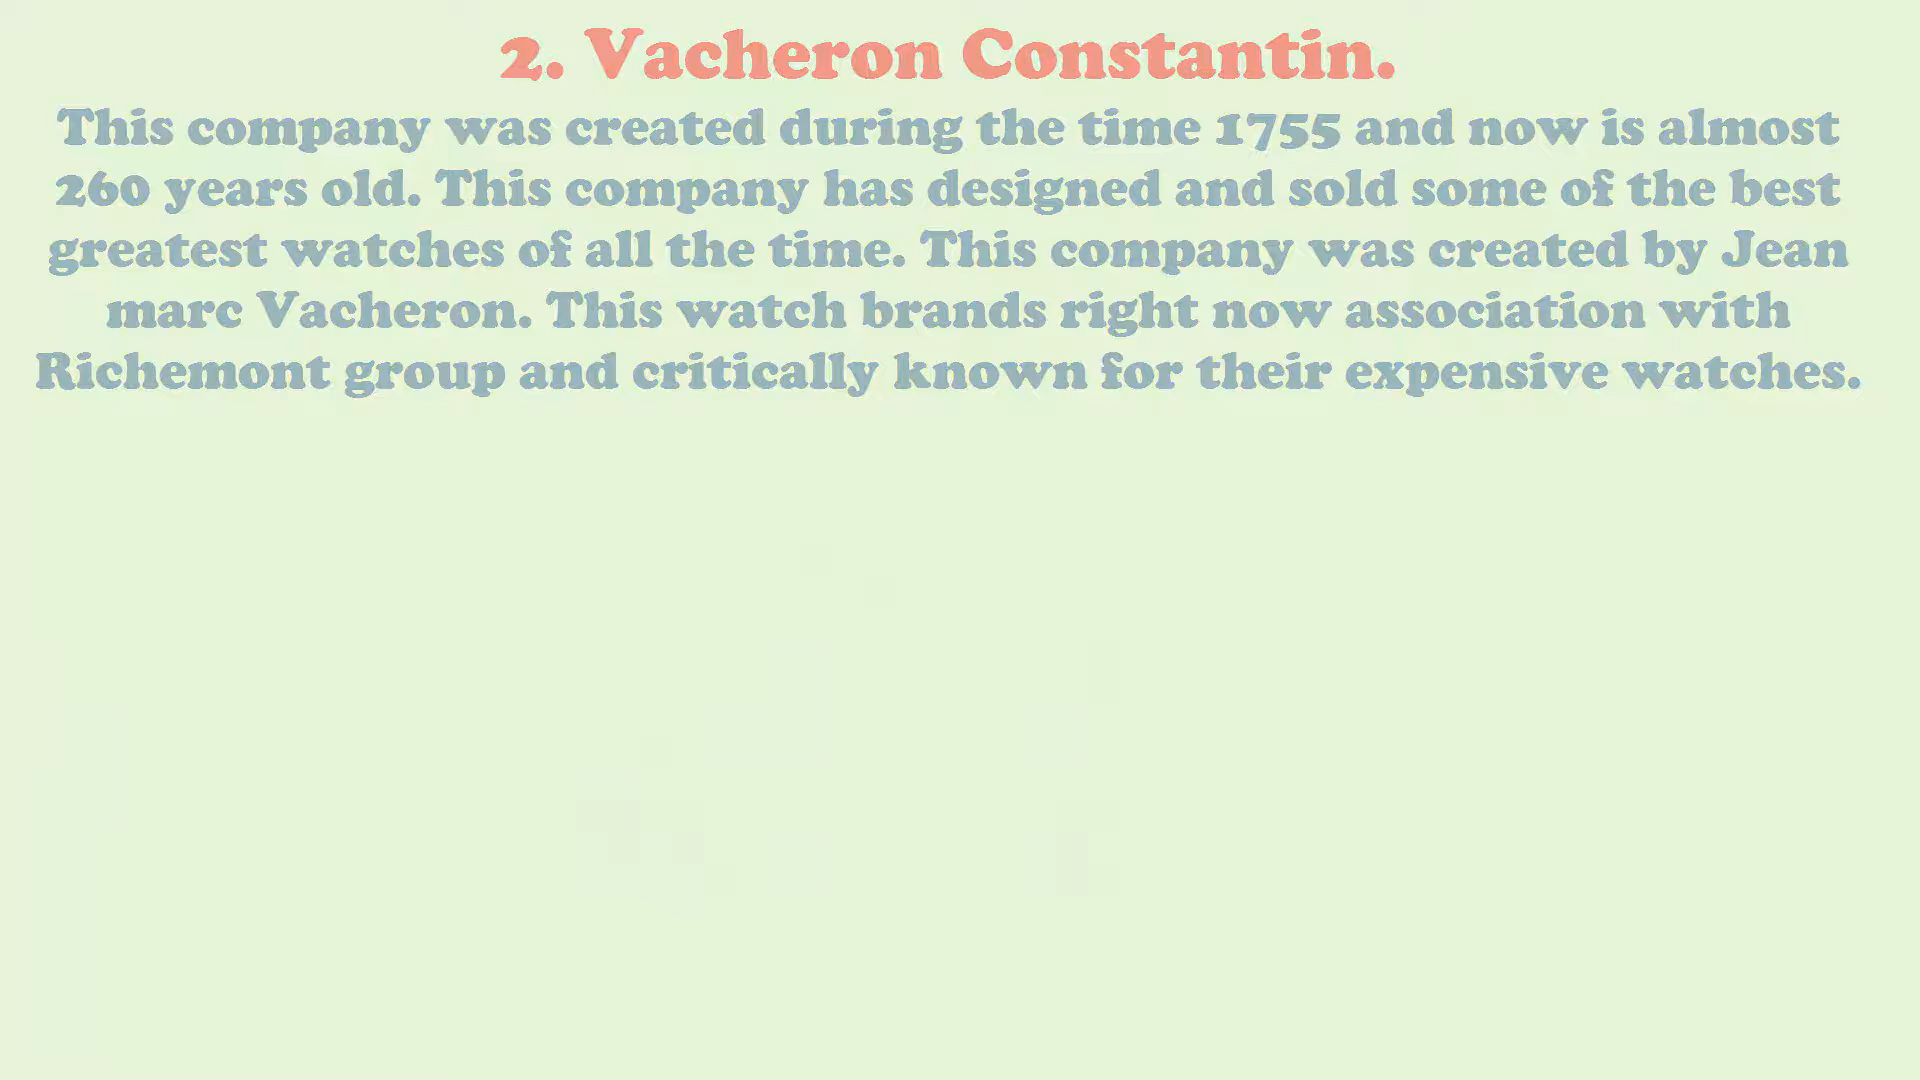 2. Vacheron Constantin.
This company was created during the time 1755 and now is almost
260 years old. This company has designed and sold some of the best
greatest watches of all the time. This company was created by Jean
marc Vacheron. This watch brands right now association with
Richemont group and critically known for their expensive watches.